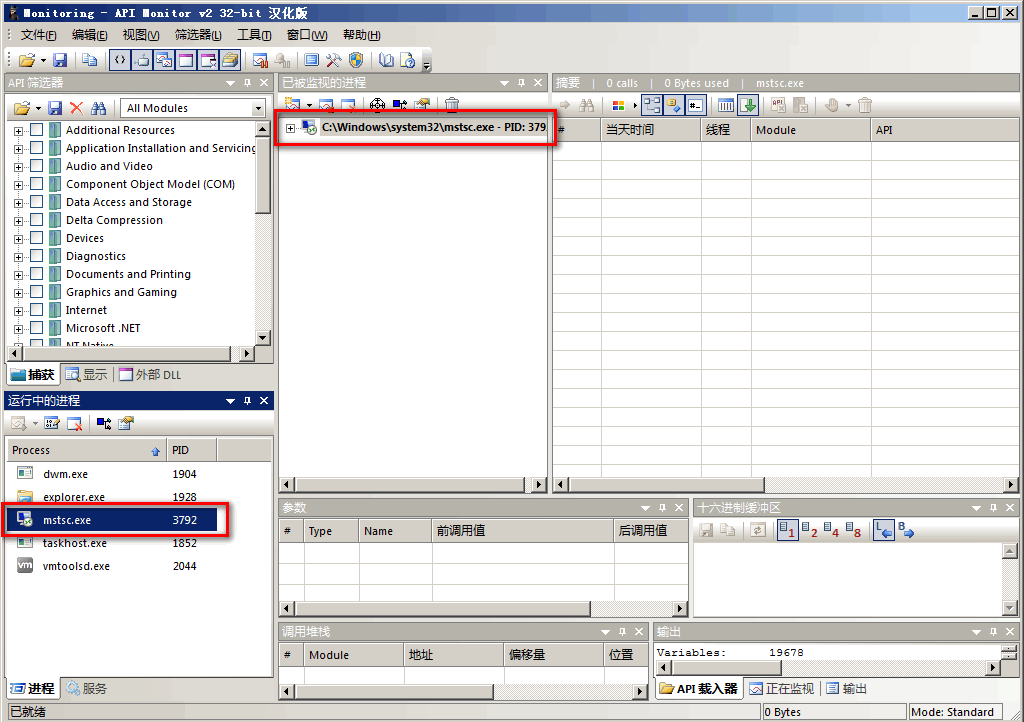 Monitoring - API Monitor v2 32-bit 汉化版
文件(F) 编辑(E) 视图(V) 筛选器(L) 工具(T) 窗口(W) 帮助(H)
API 筛选器
All Modules
Additional Resources
Application Installation and Servicing
Audio and Video
Component Object Model (COM)
Data Access and Storage
Delta Compression
Devices
Diagnostics
Documents and Printing
Graphics and Gaming
Internet
Microsoft .NET
NT Native
捕获 显示 外部 DLL
运行中的进程
Process PID
dwm.exe 1904
explorer.exe 1928
mstsc.exe 3792
taskhost.exe 1852
vmtoolsd.exe 2044
进程 服务
已被监视的进程
C:\Windows\system32\mstsc.exe - PID: 379
摘要 | 0 calls | 0 Bytes used | mstsc.exe
# 当天时间 线程 Module API
参数
# Type Name 前调用值 后调用值
十六进制缓冲区
1 2 4 8 L B
调用堆栈
# Module 地址 偏移量 位置
输出
Variables: 19678
API 载入器 正在监视 输出
已就绪 0 Bytes Mode: Standard